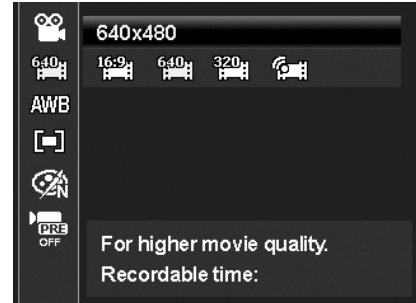 640x480
640 16:9 640 320
AWB
N
PRE
OFF
For higher movie quality.
Recordable time: